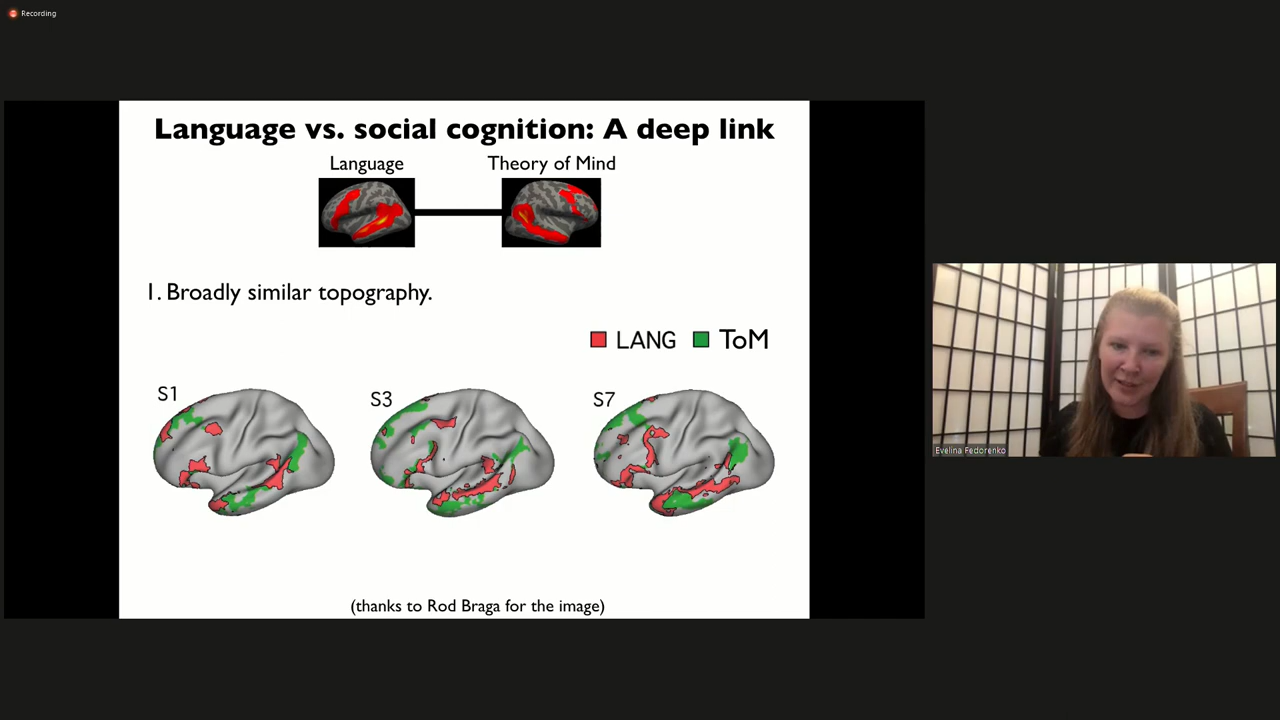 Recording
Language vs. social cognition: A deep link
Language
Theory of Mind
1. Broadly similar topography.
LANG ToM
S1
S3
S7
Evelina Fedorenko
(thanks to Rod Braga for the image)